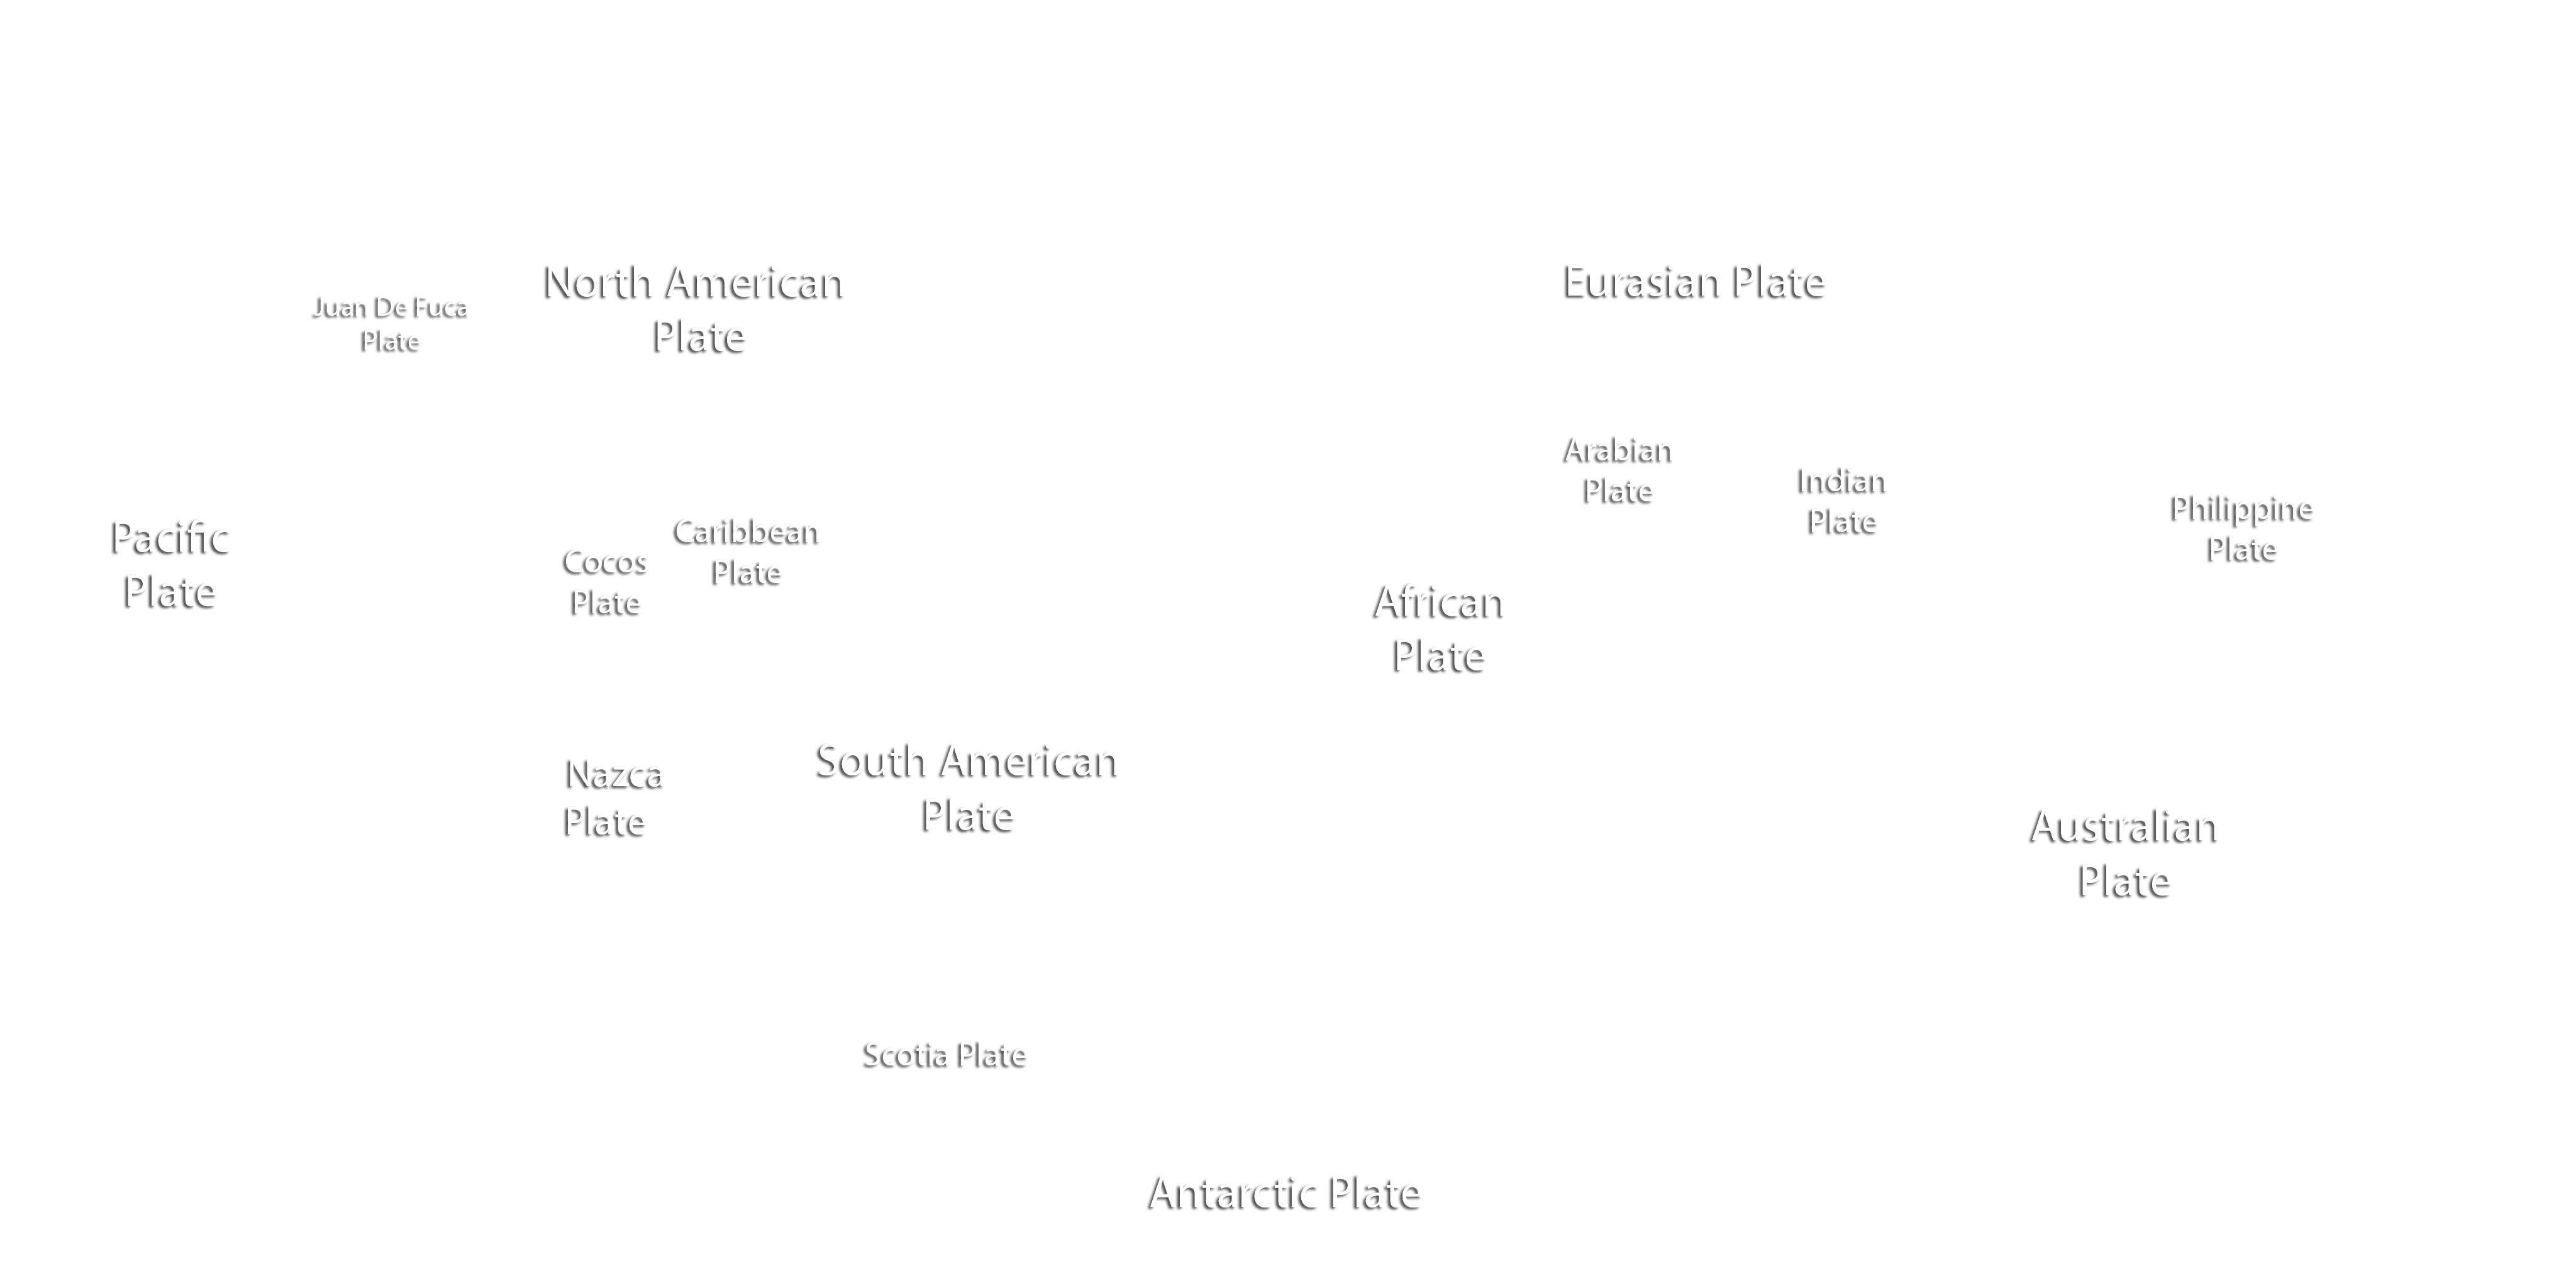 North American
Plate
Eurasian Plate
Juan De Fuca
Plate
Arabian
Plate
Indian
Plate
Philippine
Plate
Pacific
Plate
Caribbean
Plate
Cocos
Plate
African
Plate
South American
Plate
Nazca
Plate
Australian
Plate
Scotia Plate
Antarctic Plate